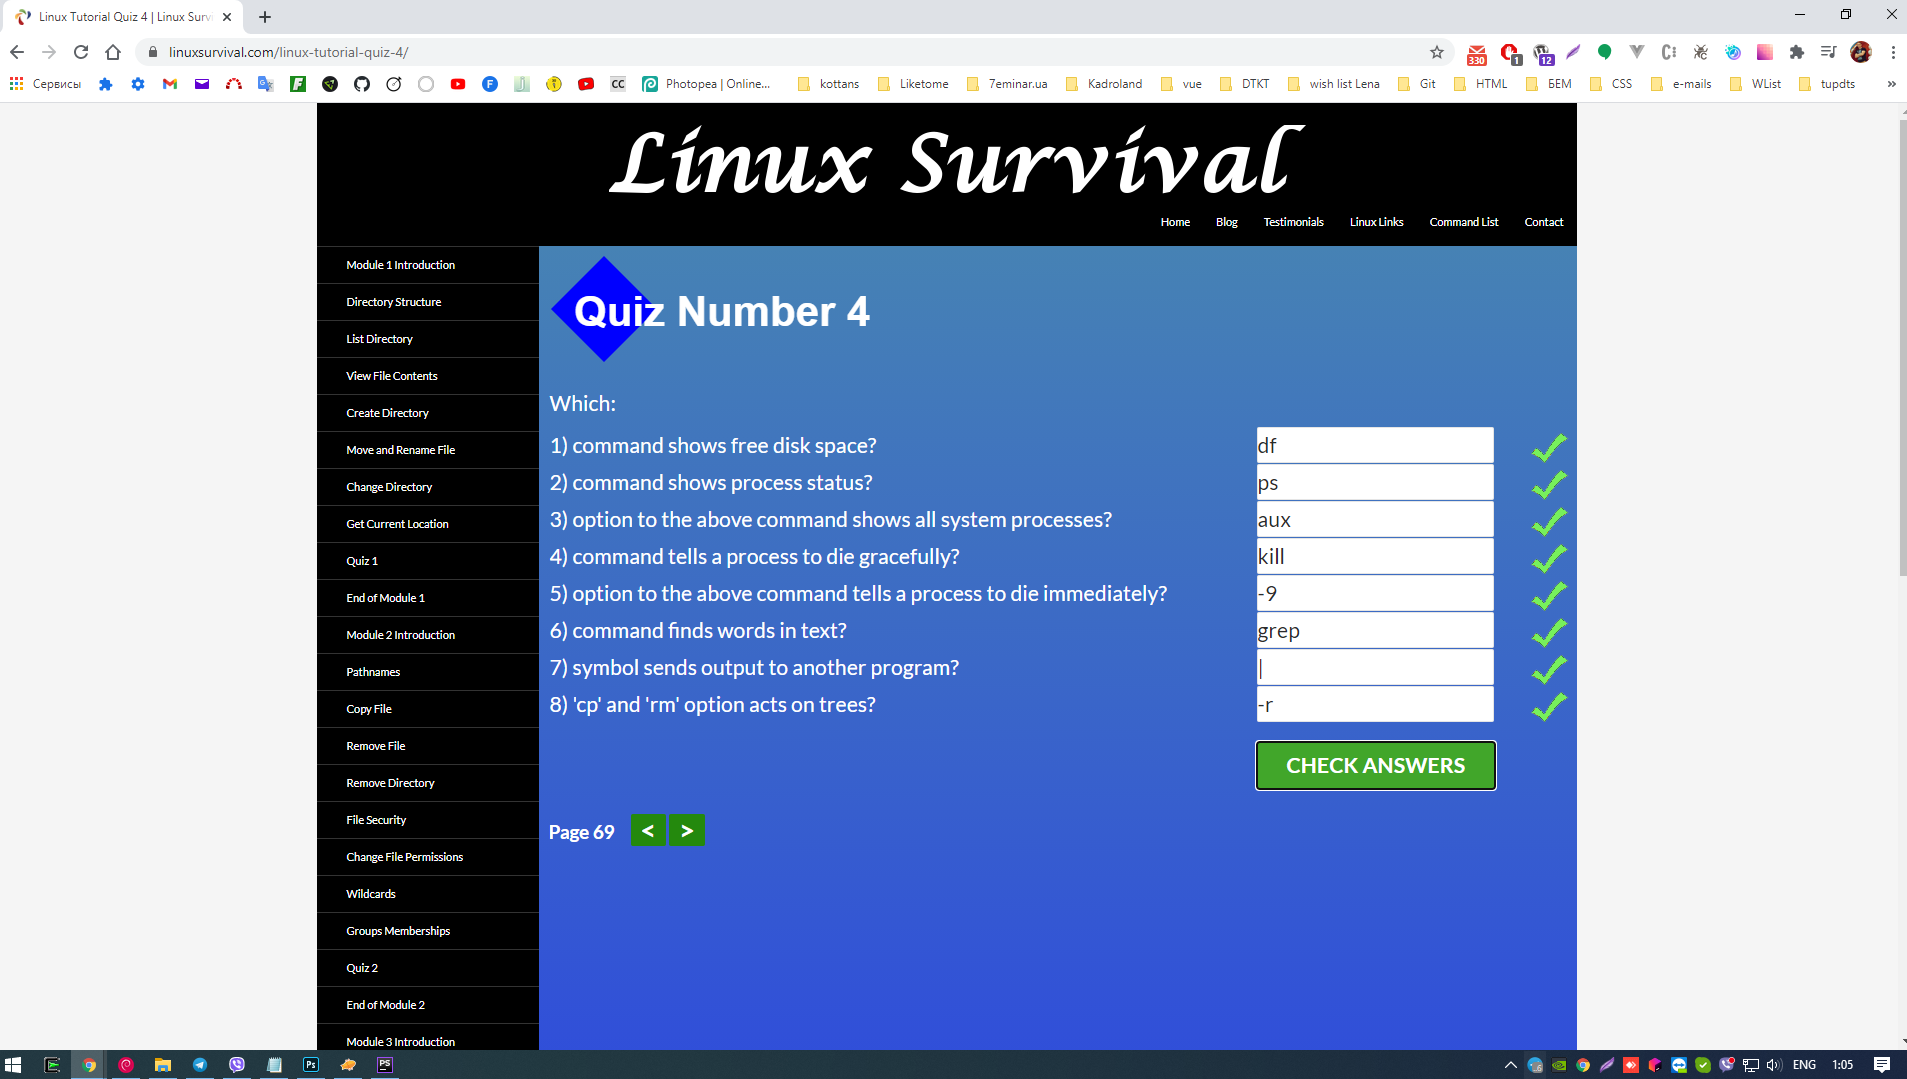 Linux Tutorial Quiz 4 | Linux Surv
linuxsurvival.com/linux-tutorial-quiz-4/
330
1
12
Сервисы
CC
Photopea | Online...
kottans
Liketome
7eminar.ua
Kadroland
vue
DTKT
wish list Lena
Git
HTML
БЕМ
CSS
e-mails
WList
tupdts
»
Linux Survival
Home
Blog
Testimonials
Linux Links
Command List
Contact
Module 1 Introduction
Directory Structure
List Directory
View File Contents
Create Directory
Move and Rename File
Change Directory
Get Current Location
Quiz 1
End of Module 1
Module 2 Introduction
Pathnames
Copy File
Remove File
Remove Directory
File Security
Change File Permissions
Wildcards
Groups Memberships
Quiz 2
End of Module 2
Module 3 Introduction
Quiz Number 4
Which:
1) command shows free disk space?
df
2) command shows process status?
ps
3) option to the above command shows all system processes?
aux
4) command tells a process to die gracefully?
kill
5) option to the above command tells a process to die immediately?
-9
6) command finds words in text?
grep
7) symbol sends output to another program?
|
8) 'cp' and 'rm' option acts on trees?
-r
CHECK ANSWERS
Page 69
<
>
Ps
PS
ENG
1:05